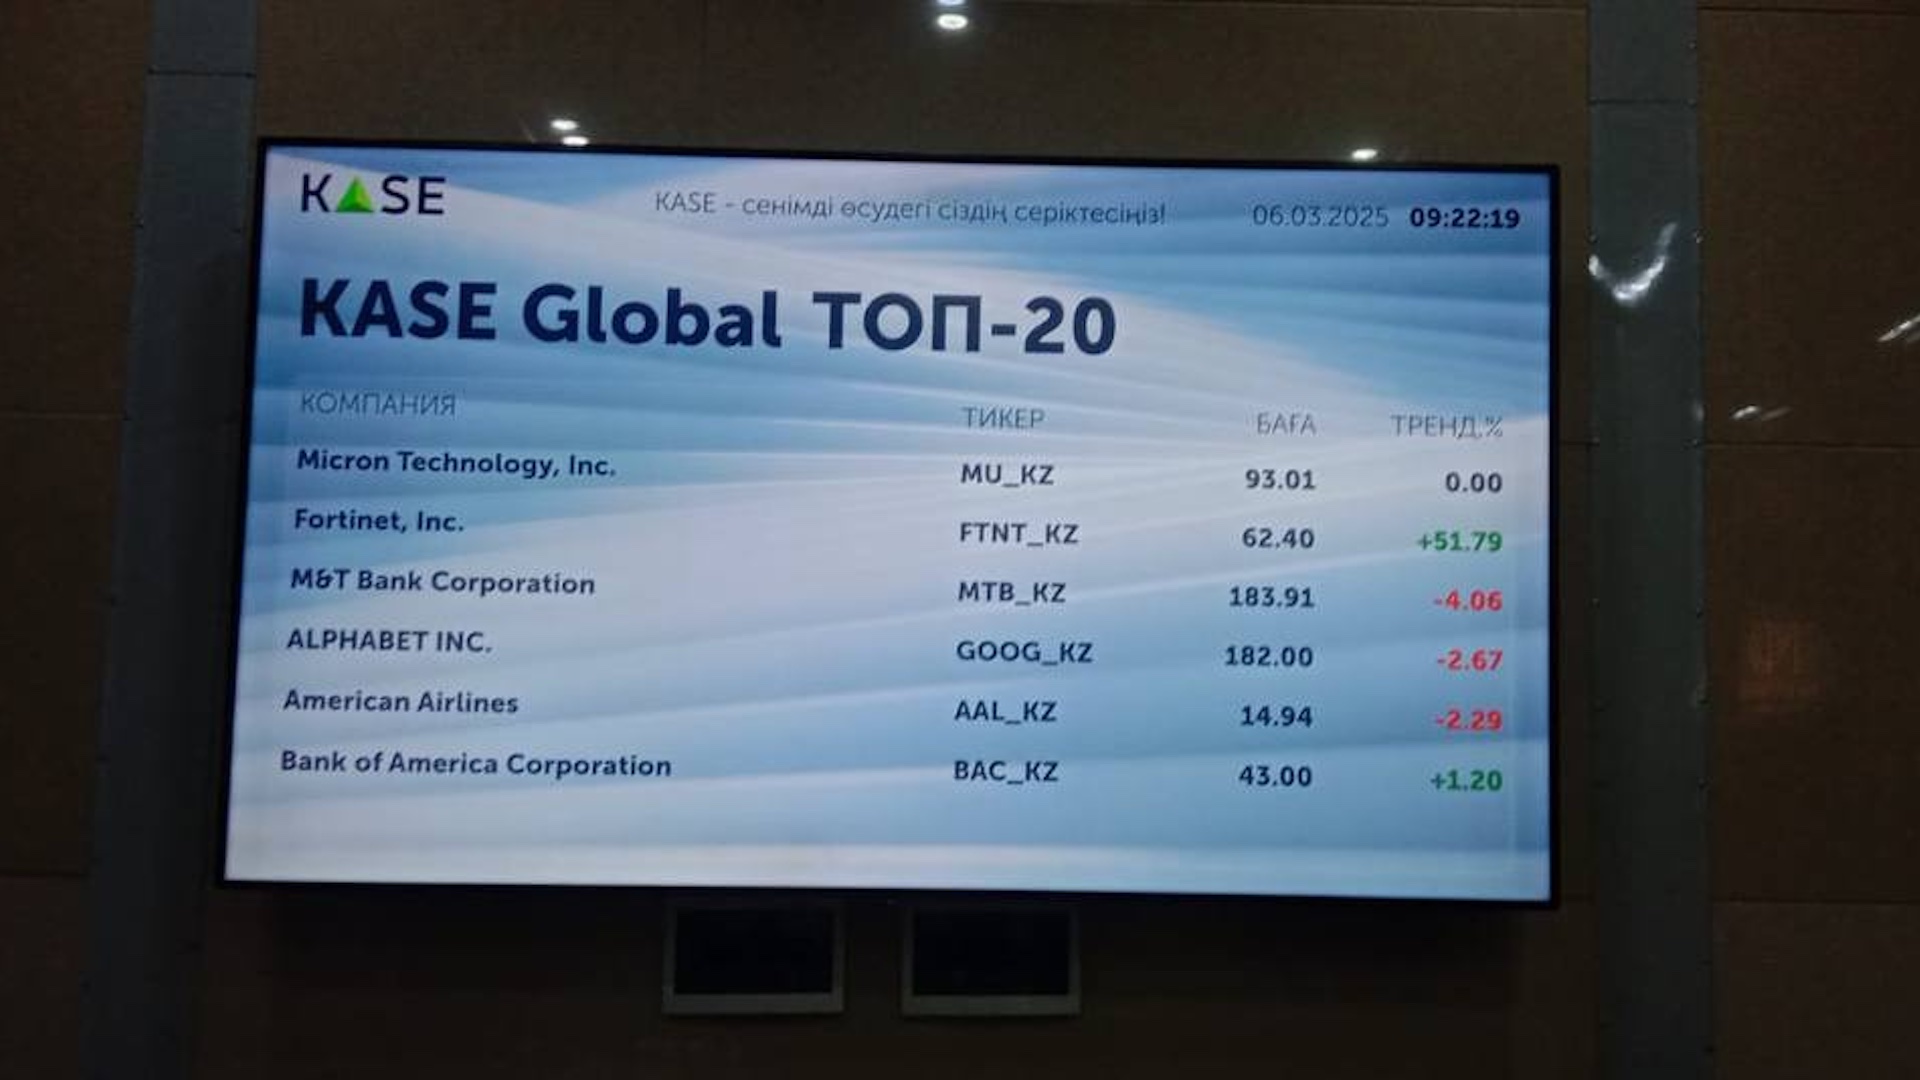 KASE KASE - сенімді өсудегі сіздің серіктесіңіз! 06.03.2025 09:22:19
KASE Global ТОП-20
КОМПАНИЯ ТИКЕР БАҒА ТРЕНД,%
Micron Technology, Inc. MU_KZ 93.01 0.00
Fortinet, Inc. FTNT_KZ 62.40 +51.79
M&T Bank Corporation MTB_KZ 183.91 -4.06
ALPHABET INC. GOOG_KZ 182.00 -2.67
American Airlines AAL_KZ 14.94 -2.29
Bank of America Corporation BAC_KZ 43.00 +1.20